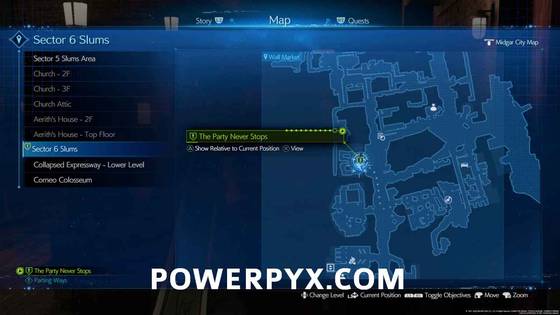 Story
Map
Quests
Sector 6 Slums
Midgar City Map
Sector 5 Slums Area
Church - 2F
Church - 3F
Church Attic
Aerith's House - 2F
Aerith's House - Top Floor
Sector 6 Slums
Collapsed Expressway - Lower Level
Corneo Colosseum
Wall Market
The Party Never Stops
Show Relative to Current Position View
The Party Never Stops
Parting Ways
POWERPYX.COM
Change Level Current Position Toggle Objectives Move Zoom